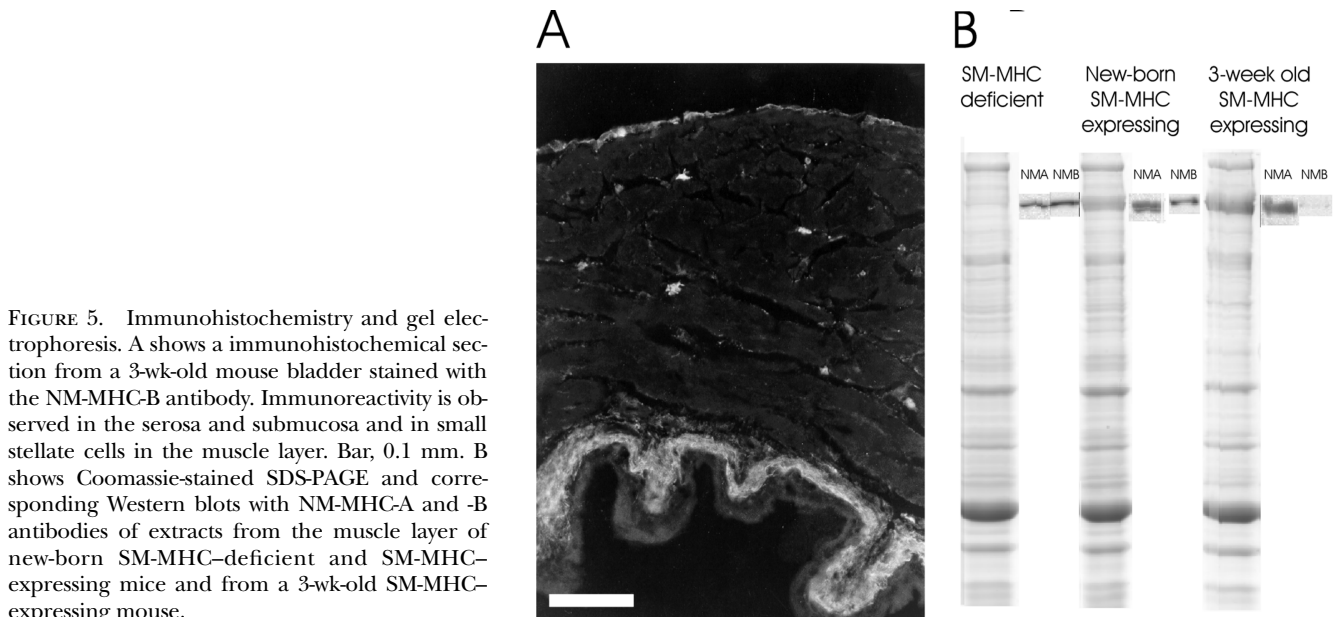 FIGURE 5. Immunohistochemistry and gel elec-
trophoresis. A shows a immunohistochemical sec-
tion from a 3-wk-old mouse bladder stained with
the NM-MHC-B antibody. Immunoreactivity is ob-
served in the serosa and submucosa and in small
stellate cells in the muscle layer. Bar, 0.1 mm. B
shows Coomassie-stained SDS-PAGE and corre-
sponding Western blots with NM-MHC-A and -B
antibodies of extracts from the muscle layer of
new-born SM-MHC–deficient and SM-MHC–
expressing mice and from a 3-wk-old SM-MHC–
expressing mouse.
A
B
SM-MHC
deficient
New-born
SM-MHC
expressing
3-week old
SM-MHC
expressing
NMA NMB
NMA NMB
NMA NMB